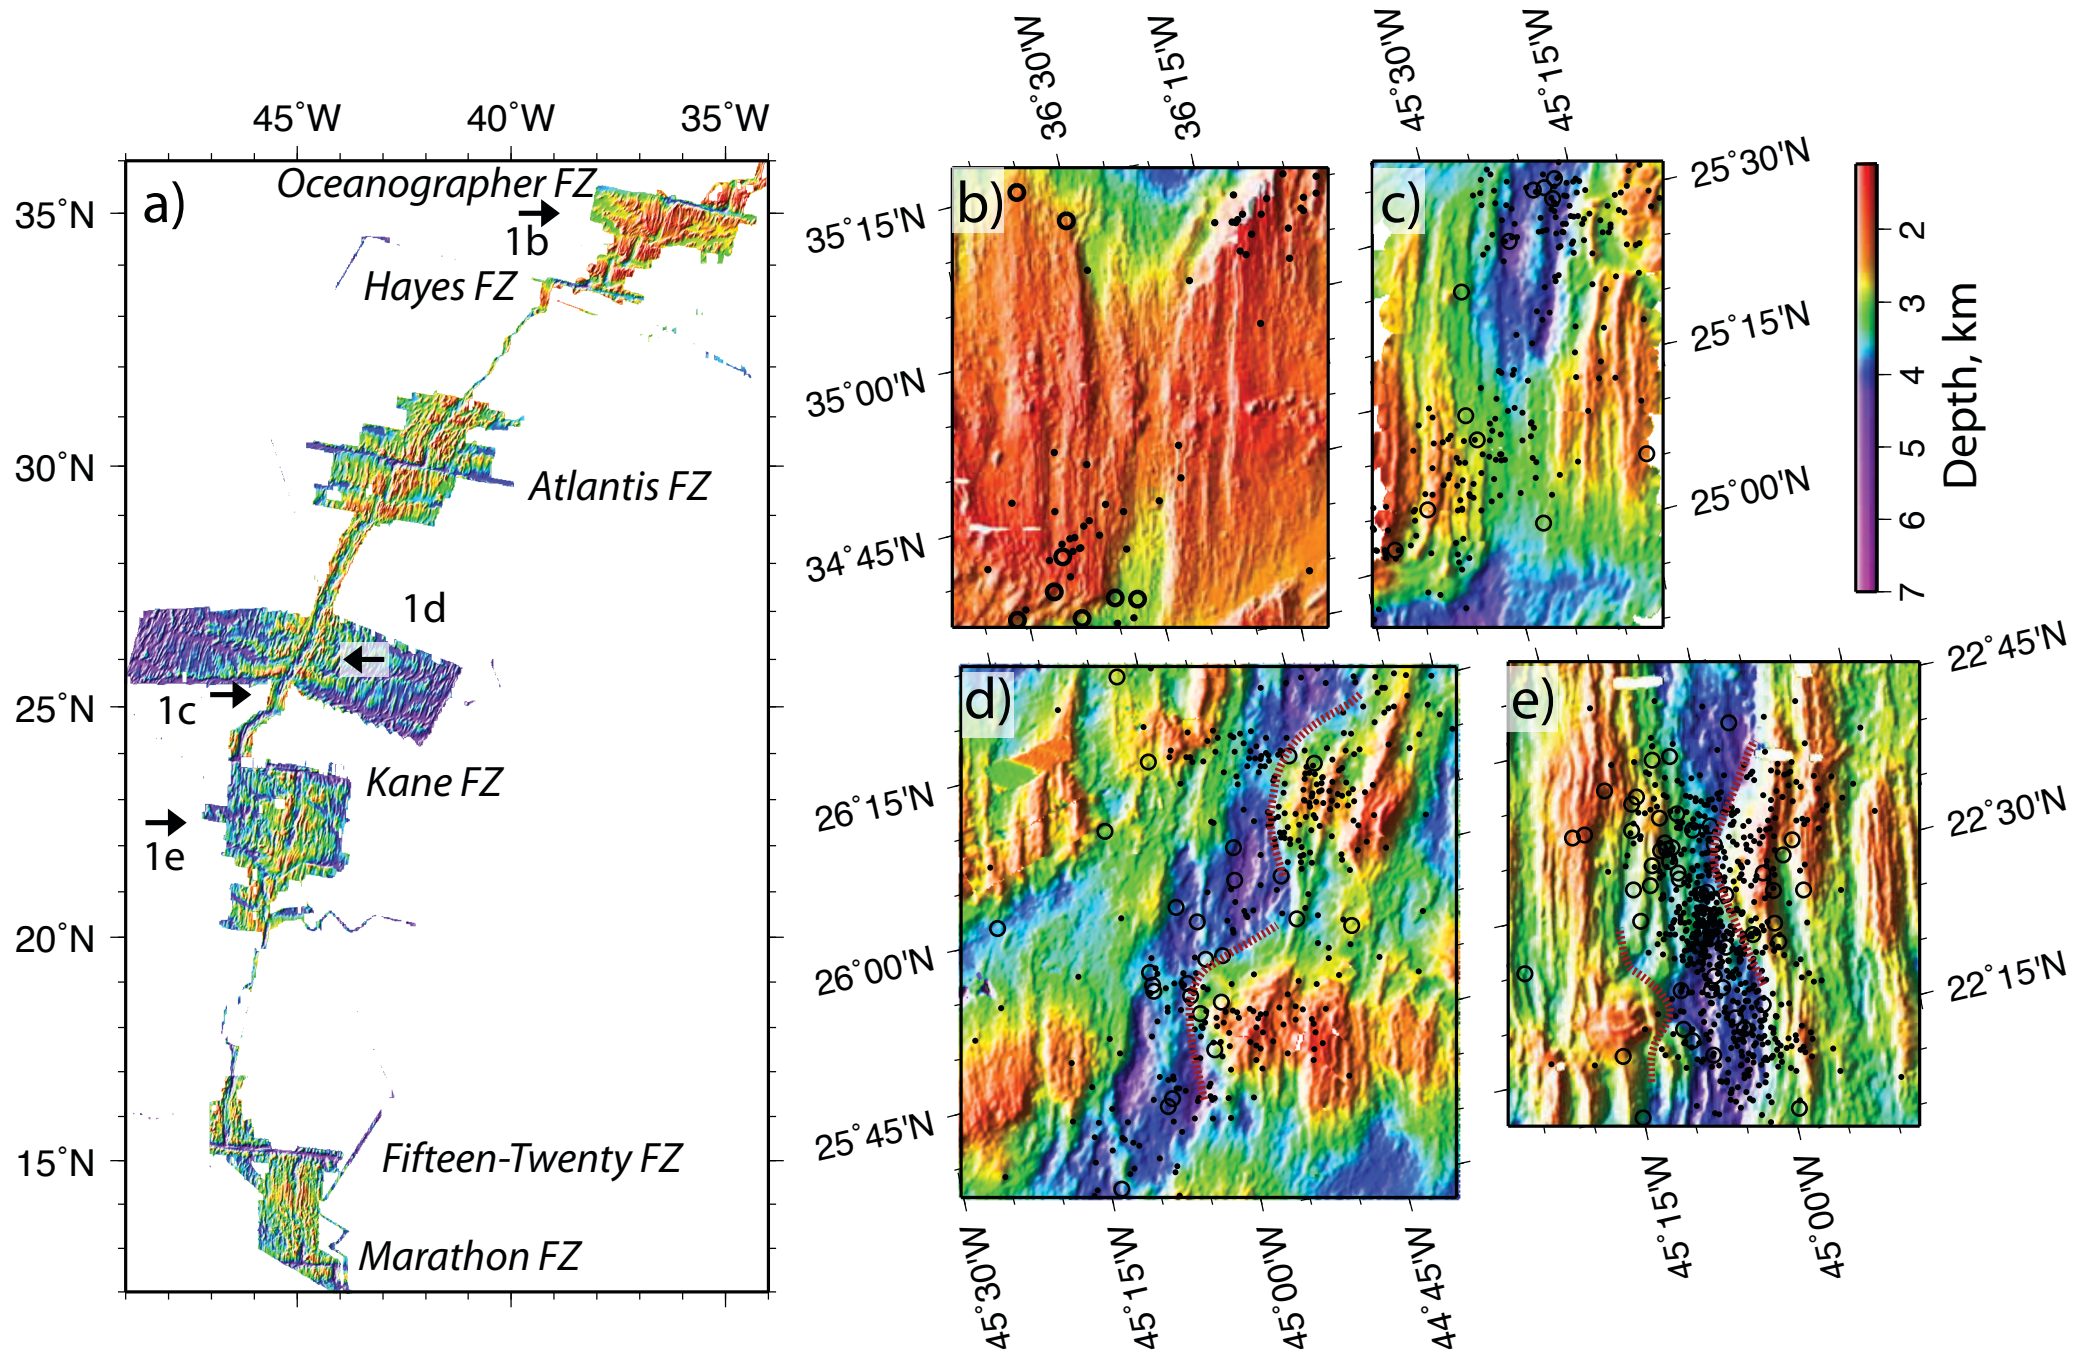 45˚W 40˚W 35˚W
a)
Oceanographer FZ
35˚N
1b
Hayes FZ
30˚N
Atlantis FZ
1d
25˚N
1c
Kane FZ
1e
20˚N
15˚N
Fifteen-Twenty FZ
Marathon FZ
36˚30'W 36˚15'W
b)
35˚15'N
35˚00'N
34˚45'N
45˚30'W 45˚15'W
c)
25˚30'N
25˚15'N
25˚00'N
2
3
4
5
6
7
Depth, km
d)
26˚15'N
26˚00'N
25˚45'N
45˚30'W 45˚15'W 45˚00'W 44˚45'W
e)
22˚45'N
22˚30'N
22˚15'N
45˚15'W 45˚00'W